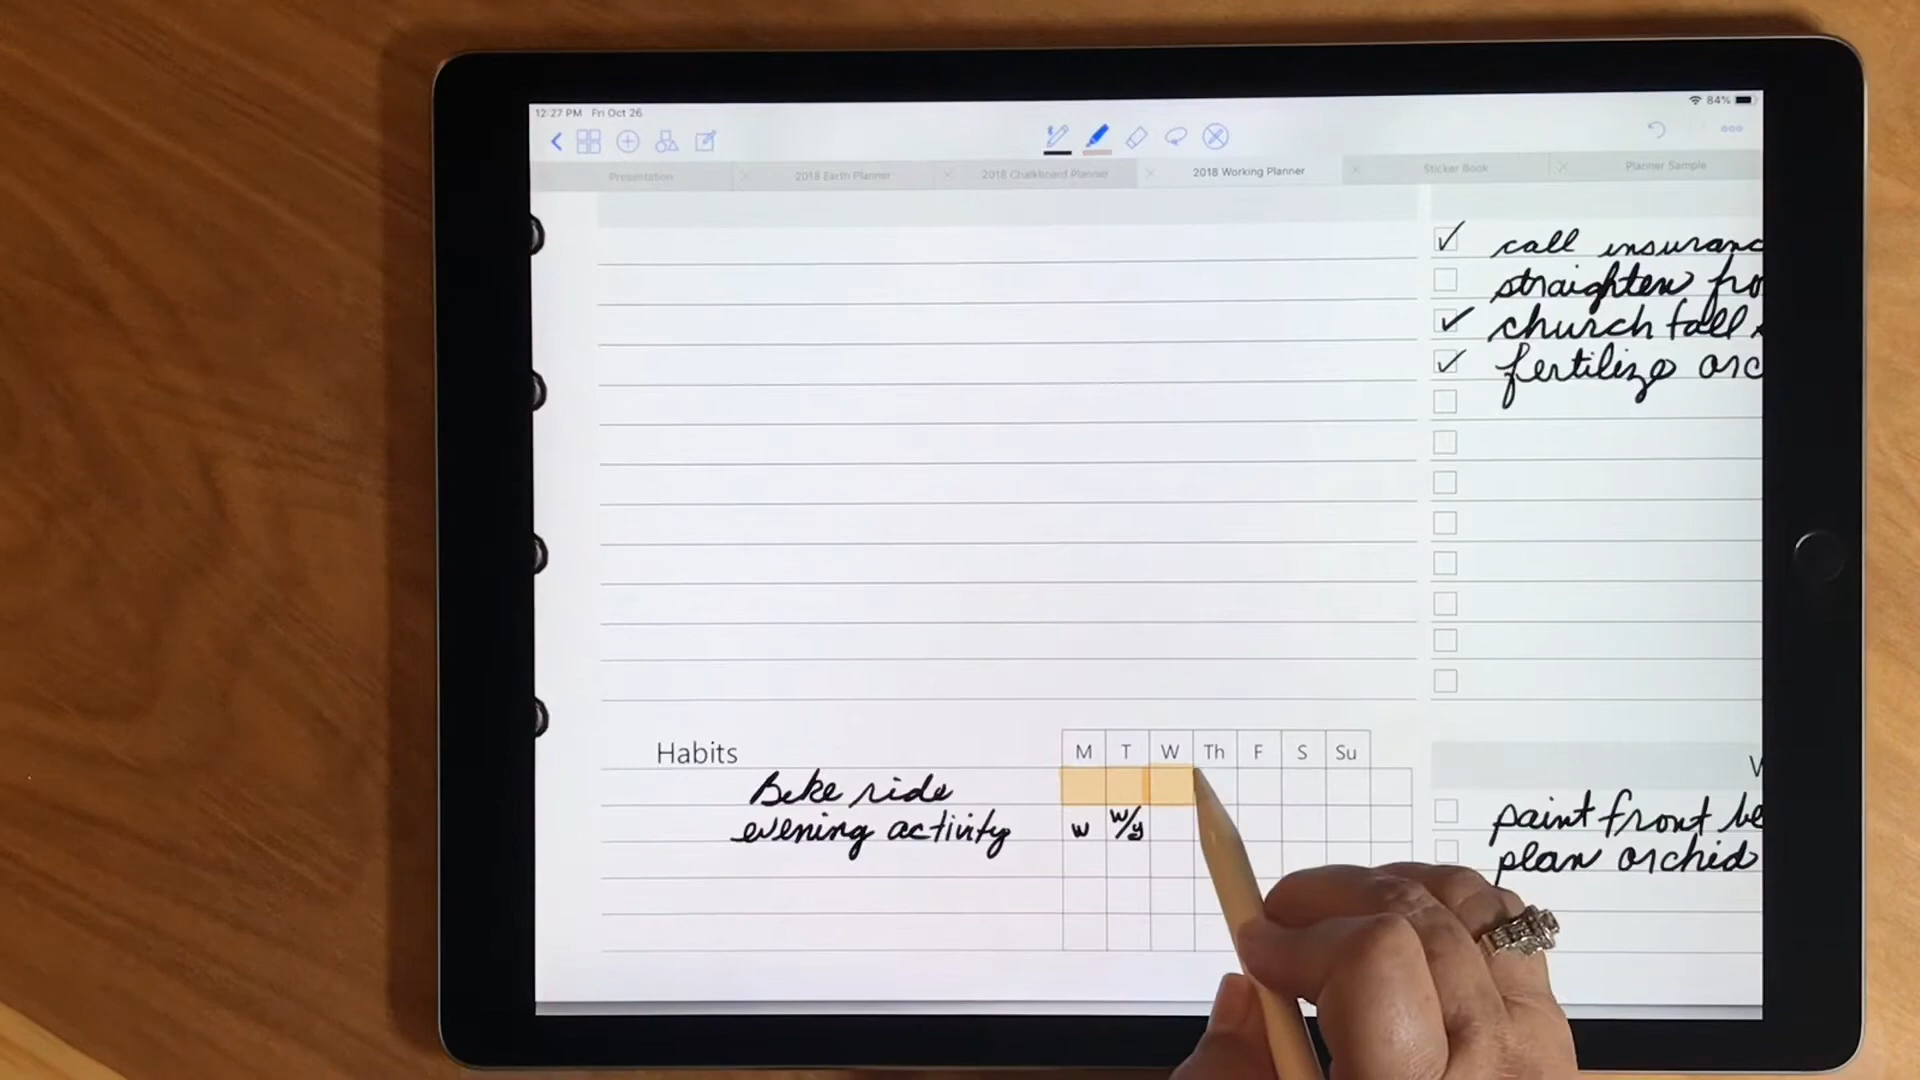 12:27 PM Fri Oct 26
84%
Presentation
2018 Earth Planner
2018 Chalkboard Planner
2018 Working Planner
Sticker Book
Planner Sample
call insuranc
straighten fro
church fall
fertilize orc
Habits
M T W Th F S Su
Bike ride
evening activity w w/y
paint front be
plan orchid